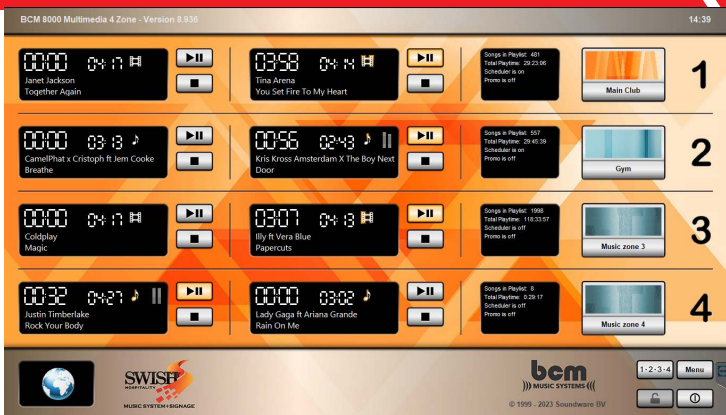 BCM 8000 Multimedia 4 Zone - Version 8.936
14:39
00:00 04:17
Janet Jackson
Together Again
03:58 04:14
Tina Arena
You Set Fire To My Heart
Songs in Playlist: 481
Total Playtime: 29:23:06
Scheduler is on
Promo is off
Main Club
1
00:00 03:13
CamelPhat x Cristoph ft Jem Cooke
Breathe
00:56 02:43
Kris Kross Amsterdam X The Boy Next
Door
Songs in Playlist: 557
Total Playtime: 29:45:39
Scheduler is on
Promo is off
Gym
2
00:00 04:17
Coldplay
Magic
03:07 04:13
Illy ft Vera Blue
Papercuts
Songs in Playlist: 1998
Total Playtime: 118:33:57
Scheduler is on
Promo is off
Music zone 3
3
00:32 04:27
Justin Timberlake
Rock Your Body
00:00 03:02
Lady Gaga ft Ariana Grande
Rain On Me
Songs in Playlist: 8
Total Playtime: 0:29:17
Scheduler is on
Promo is off
Music zone 4
4
SWISH
HOSPITALITY
MUSIC SYSTEM+SIGNAGE
bcm
))) MUSIC SYSTEMS (((
© 1999 - 2023 Soundware BV
1-2-3-4
Menu